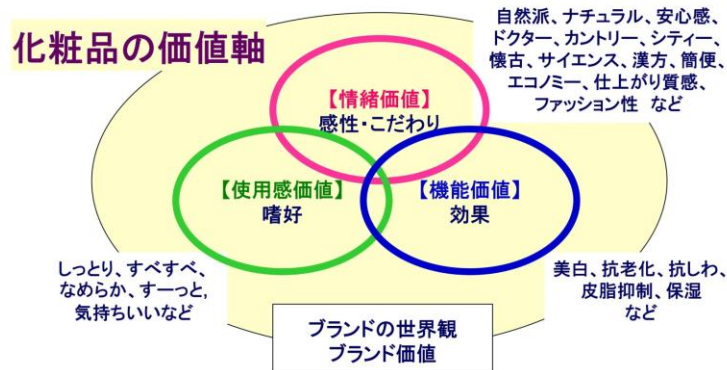 化粧品の価値軸
自然派、ナチュラル、安心感、
ドクター、カントリー、シティー、
懐古、サイエンス、漢方、簡便、
エコノミー、仕上がり質感、
ファッション性 など
【情緒価値】
感性・こだわり
【使用感価値】
嗜好
【機能価値】
効果
しっとり、すべすべ、
なめらか、すーっと,
気持ちいいなど
美白、抗老化、抗しわ、
皮脂抑制、保湿
など
ブランドの世界観
ブランド価値